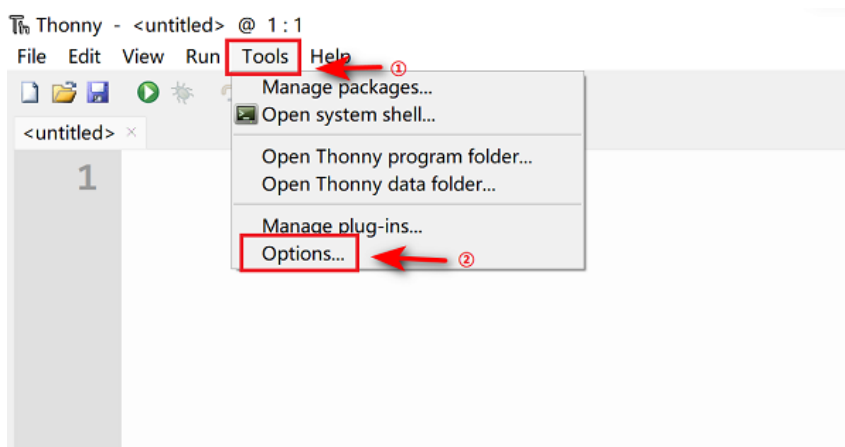 Thonny - <untitled> @ 1:1
File Edit View Run Tools Help
①
Manage packages...
Open system shell...
<untitled> ×
Open Thonny program folder...
1
Open Thonny data folder...
Manage plug-ins...
Options...
②